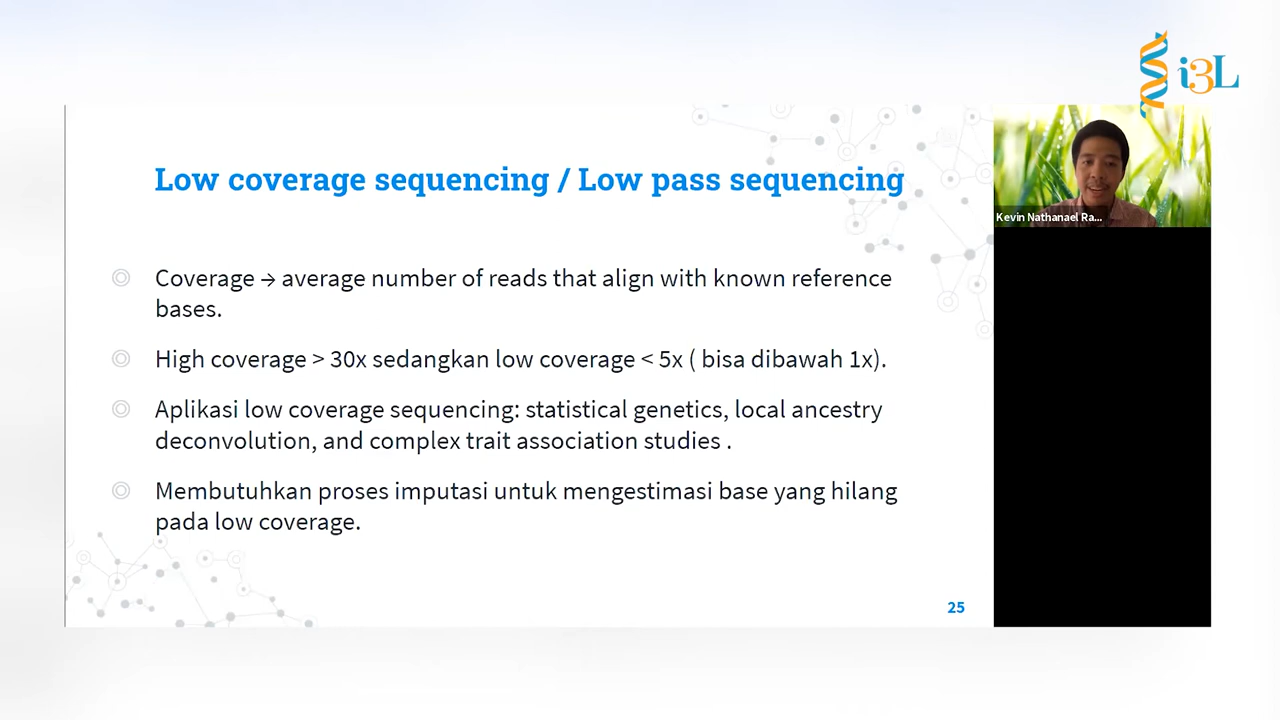 i3L
Low coverage sequencing / Low pass sequencing
Coverage → average number of reads that align with known reference
bases.
High coverage > 30x sedangkan low coverage < 5x ( bisa dibawah 1x).
Aplikasi low coverage sequencing: statistical genetics, local ancestry
deconvolution, and complex trait association studies .
Membutuhkan proses imputasi untuk mengestimasi base yang hilang
pada low coverage.
25
Kevin Nathanael Ra...